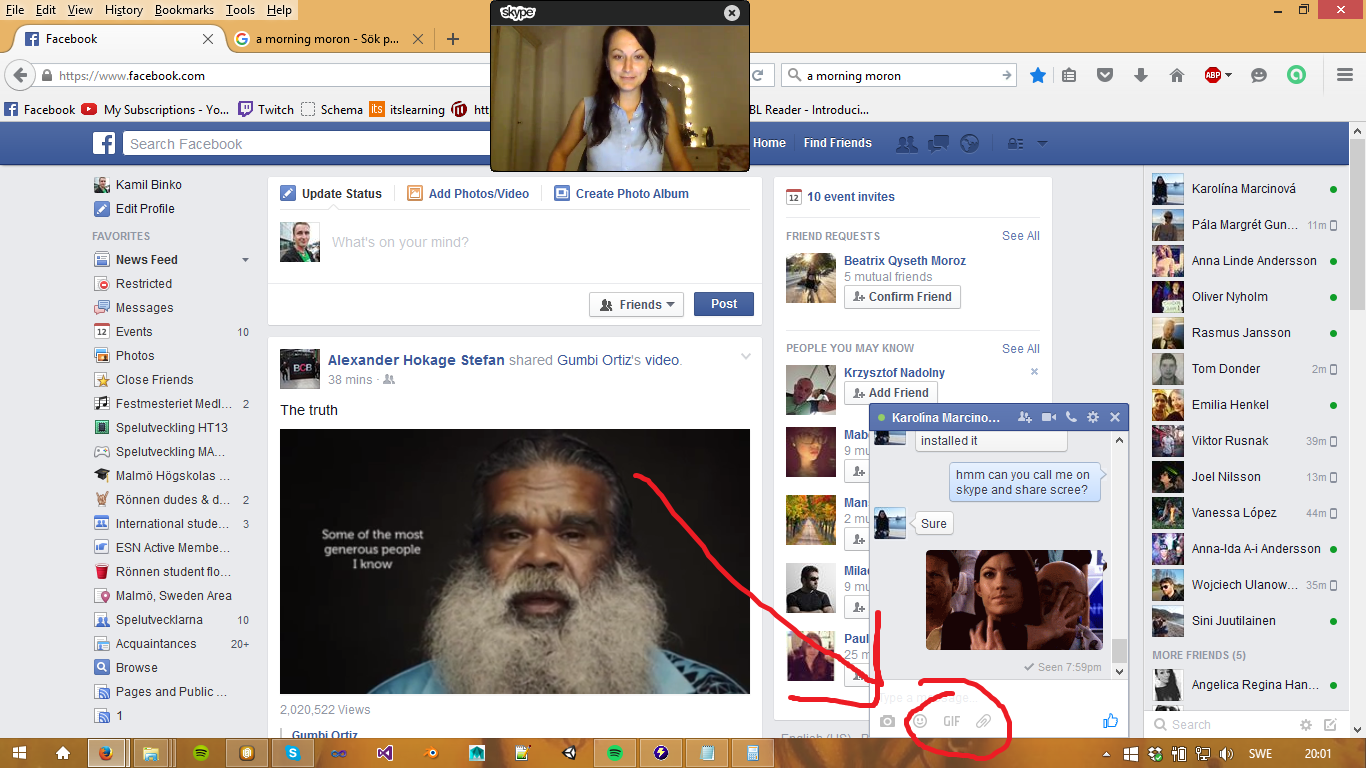 File Edit View History Bookmarks Tools Help
skype
Facebook
a morning moron - Sök p...
https://www.facebook.com
a morning moron
ABP
Facebook
My Subscriptions - Yo...
Twitch
Schema
its
itslearning
htt
BL Reader - Introduci...
Search Facebook
Home
Find Friends
Kamil Binko
Edit Profile
FAVORITES
News Feed
Restricted
Messages
12 Events 10
Photos
Close Friends
Festmesteriet Medl... 2
Spelutveckling HT13
Spelutveckling MA...
Malmö Högskolas ...
Rönnen dudes & d... 2
International stude... 3
ESN Active Membe...
Rönnen student flo...
Malmö, Sweden Area
Spelutvecklarna 10
Acquaintances 20+
Browse
Pages and Public ...
1
Update Status
Add Photos/Video
Create Photo Album
What's on your mind?
Friends
Post
BCB
Alexander Hokage Stefan shared Gumbi Ortiz's video.
38 mins ·
The truth
Some of the most
generous people
I know
2,020,522 Views
Gumbi Ortiz
12 10 event invites
FRIEND REQUESTS See All
Beatrix Qyseth Moroz
5 mutual friends
Confirm Friend
PEOPLE YOU MAY KNOW See All
Krzysztof Nadolny
Add Friend
Mab
9 mu
Man
2 mu
Milad
9 mu
Paul
25 m
English (US)
Karolína Marcino...
installed it
hmm can you call me on
skype and share scree?
Sure
Seen 7:59pm
Type a message...
GIF
Karolína Marcinová
Pála Margrét Gun... 11m
Anna Linde Andersson
Oliver Nyholm
Rasmus Jansson
Tom Donder 2m
Emilia Henkel
Viktor Rusnak 39m
Joel Nilsson 13m
Vanessa López 44m
Anna-Ida A-i Andersson
Wojciech Ulanow... 35m
Sini Juutilainen
MORE FRIENDS (5)
Angelica Regina Han...
Search
SWE
20:01